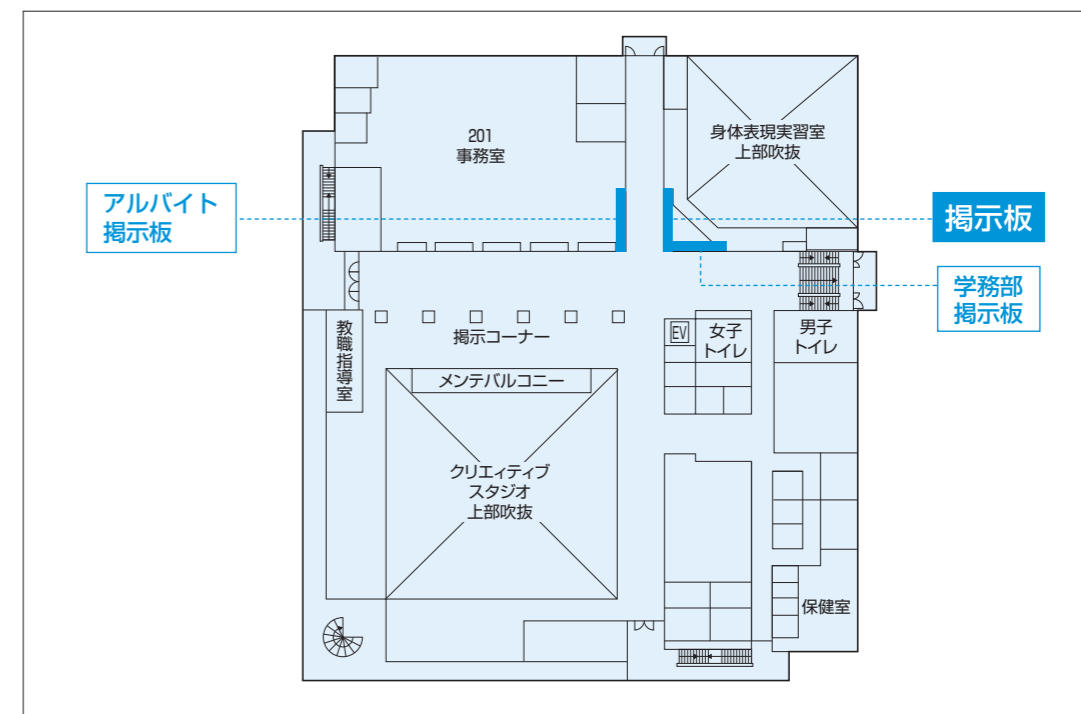 201
事務室
身体表現実習室
上部吹抜
アルバイト
掲示板
掲示板
学務部
掲示板
教職指導室
掲示コーナー
EV
女子
トイレ
男子
トイレ
メンテバルコニー
クリエィティブ
スタジオ
上部吹抜
保健室